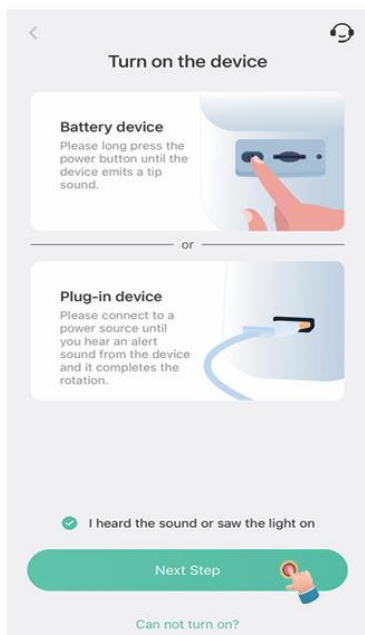 Turn on the device
Battery device
Please long press the
power button until the
device emits a tip
sound.
or
Plug-in device
Please connect to a
power source until
you hear an alert
sound from the device
and it completes the
rotation.
I heard the sound or saw the light on
Next Step
Can not turn on?